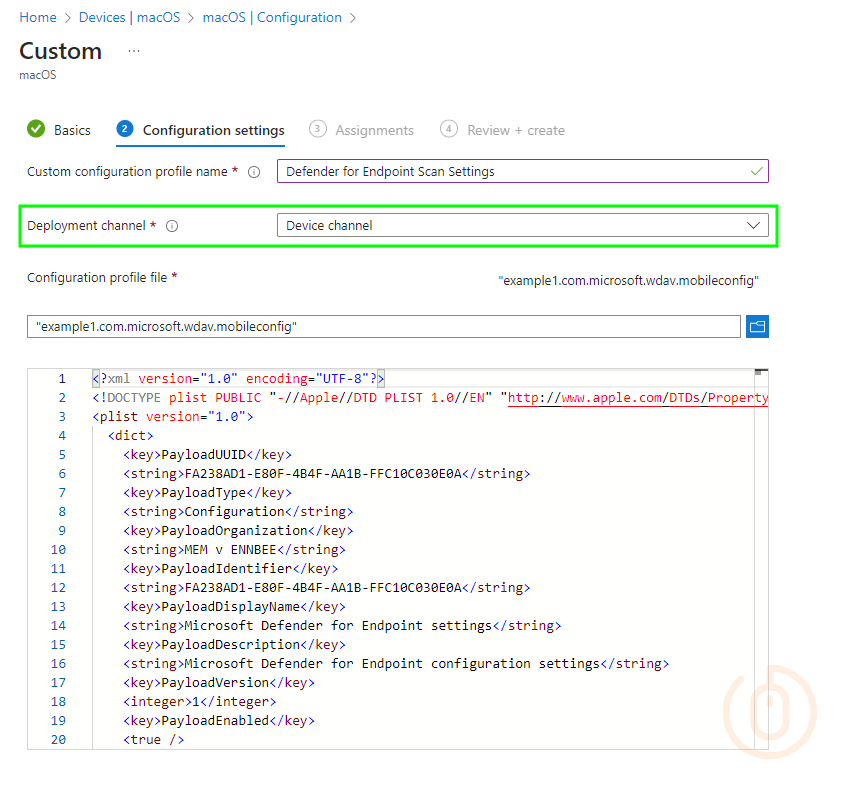 Home > Devices | macOS > macOS | Configuration >
Custom ...
macOS
Basics 2 Configuration settings 3 Assignments 4 Review + create
Custom configuration profile name * Defender for Endpoint Scan Settings
Deployment channel * Device channel
Configuration profile file * "example1.com.microsoft.wdav.mobileconfig"
"example1.com.microsoft.wdav.mobileconfig"
1 <?xml version="1.0" encoding="UTF-8"?>
2 <!DOCTYPE plist PUBLIC "-//Apple//DTD PLIST 1.0//EN" "http://www.apple.com/DTDs/Property
3 <plist version="1.0">
4 <dict>
5 <key>PayloadUUID</key>
6 <string>FA238AD1-E80F-4B4F-AA1B-FFC10C030E0A</string>
7 <key>PayloadType</key>
8 <string>Configuration</string>
9 <key>PayloadOrganization</key>
10 <string>MEM v ENNBEE</string>
11 <key>PayloadIdentifier</key>
12 <string>FA238AD1-E80F-4B4F-AA1B-FFC10C030E0A</string>
13 <key>PayloadDisplayName</key>
14 <string>Microsoft Defender for Endpoint settings</string>
15 <key>PayloadDescription</key>
16 <string>Microsoft Defender for Endpoint configuration settings</string>
17 <key>PayloadVersion</key>
18 <integer>1</integer>
19 <key>PayloadEnabled</key>
20 <true />